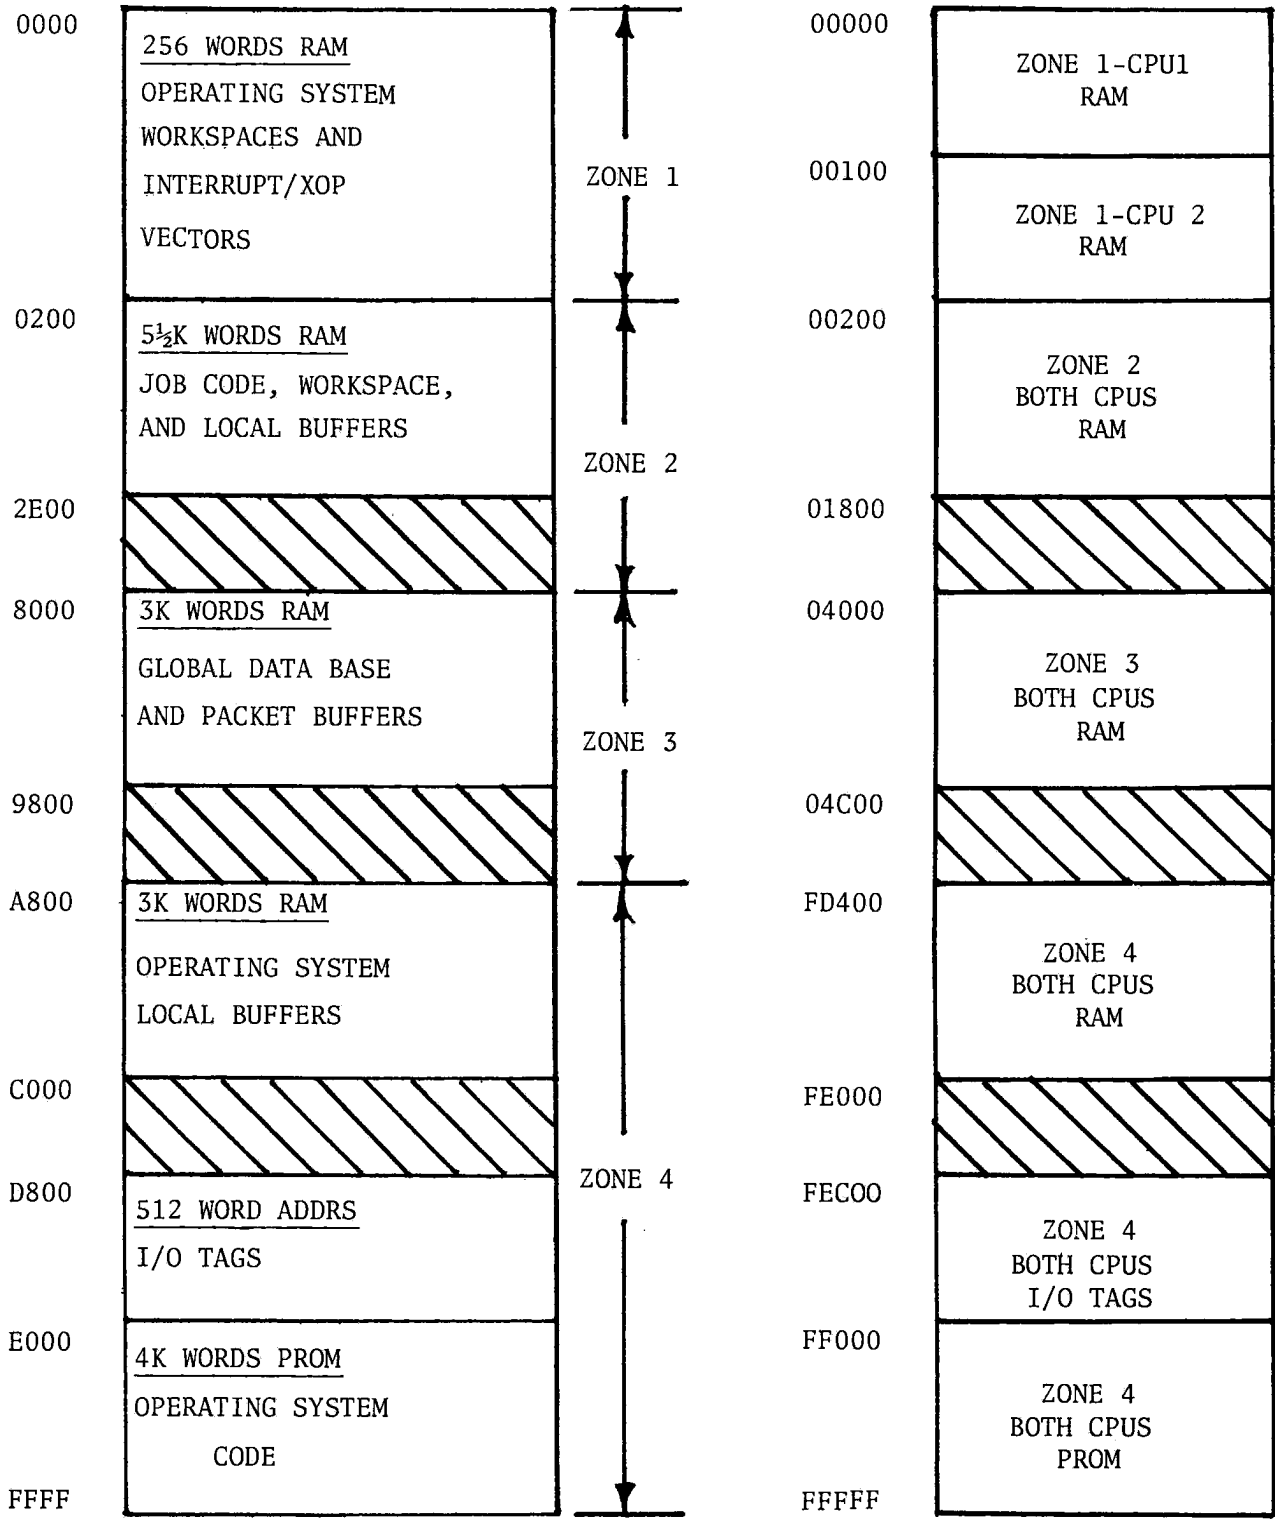 0000
256 WORDS RAM
OPERATING SYSTEM
WORKSPACES AND
INTERRUPT/XOP
VECTORS
ZONE 1
0200
5½K WORDS RAM
JOB CODE, WORKSPACE,
AND LOCAL BUFFERS
ZONE 2
2E00
8000
3K WORDS RAM
GLOBAL DATA BASE
AND PACKET BUFFERS
ZONE 3
9800
A800
3K WORDS RAM
OPERATING SYSTEM
LOCAL BUFFERS
C000
ZONE 4
D800
512 WORD ADDRS
I/O TAGS
E000
4K WORDS PROM
OPERATING SYSTEM
CODE
FFFF
00000
ZONE 1-CPU1
RAM
00100
ZONE 1-CPU 2
RAM
00200
ZONE 2
BOTH CPUS
RAM
01800
04000
ZONE 3
BOTH CPUS
RAM
04C00
FD400
ZONE 4
BOTH CPUS
RAM
FE000
FEC00
ZONE 4
BOTH CPUS
I/O TAGS
FF000
ZONE 4
BOTH CPUS
PROM
FFFFF